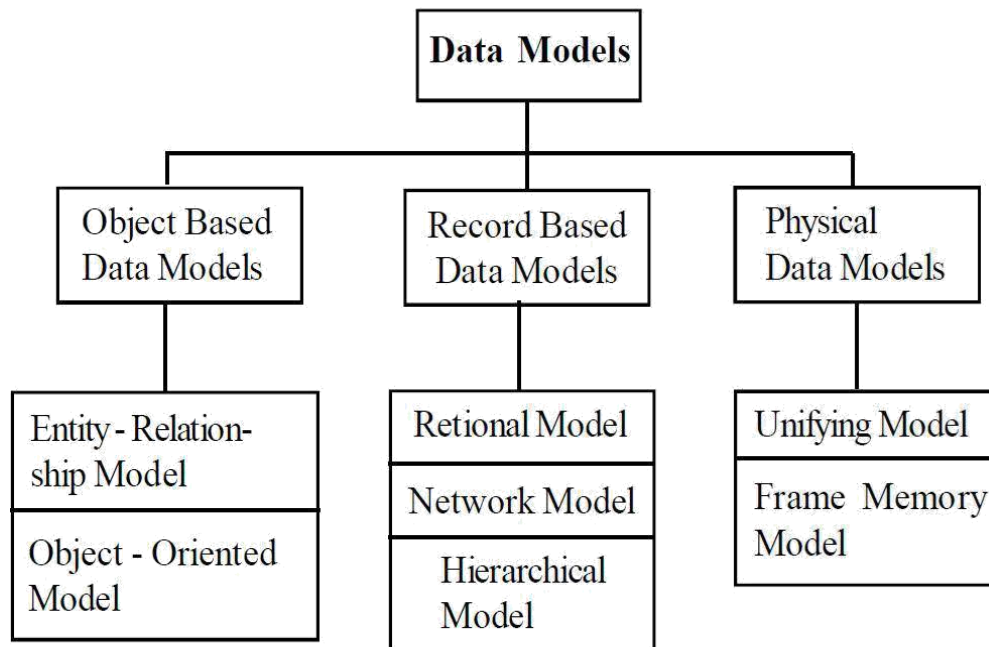 Data Models
Object Based
Data Models
Record Based
Data Models
Physical
Data Models
Entity - Relation-
ship Model
Object - Oriented
Model
Retional Model
Network Model
Hierarchical
Model
Unifying Model
Frame Memory
Model